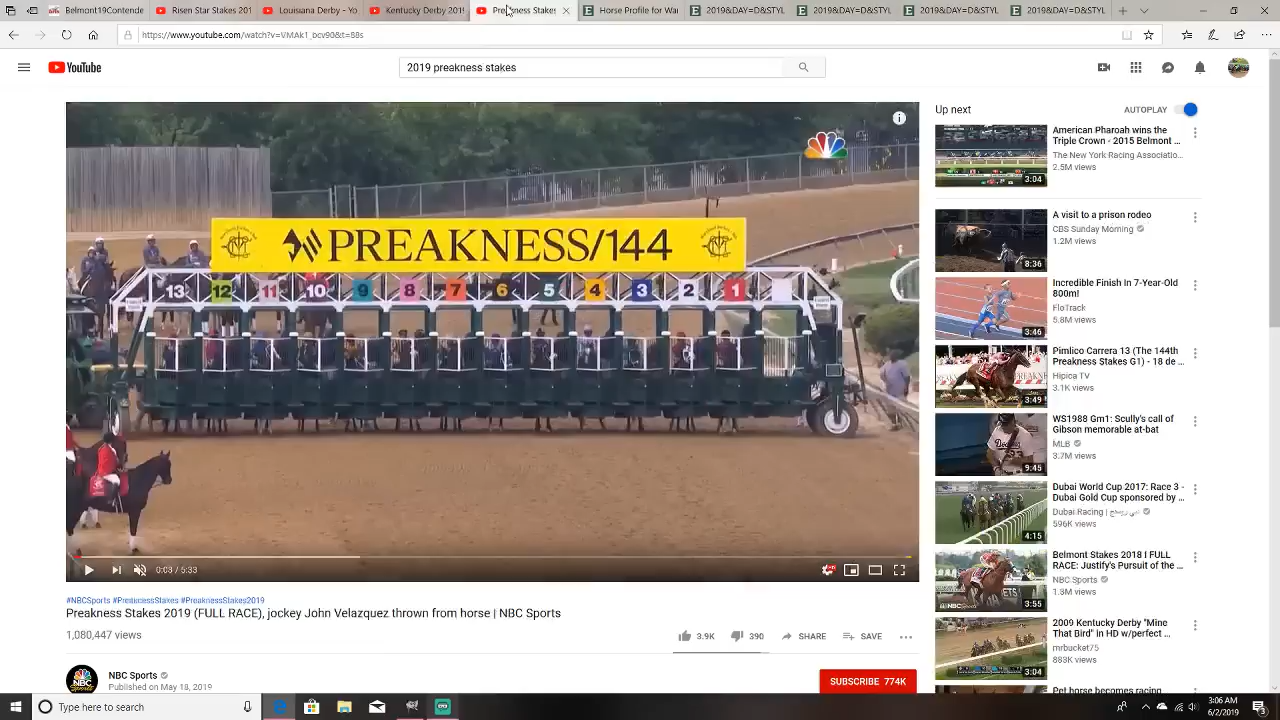 Belmont19Contende
Risen Star Stakes 201
Louisiana Derby - Yo
Kentucky Derby 2019
Preakness Stakes
Horse Profile for Wa
2019&DAY=D&STYL
2019&DAY=D&STYL
2019&DAY=D&STYL
2019&DAY=D&STYL
https://www.youtube.com/watch?v=VMAk1_bcv90&t=88s
YouTube
2019 preakness stakes
PREAKNESS/144
13 12 11 10 9 8 7 6 5 4 3 2 1
0:03 / 5:33
#NBCSports #PreaknessStakes #PreaknessStakes2019
Preakness Stakes 2019 (FULL RACE), jockey John Velazquez thrown from horse | NBC Sports
1,080,447 views
3.9K 390 SHARE SAVE
NBC Sports
Published on May 18, 2019
SUBSCRIBE 774K
Up next
AUTOPLAY
American Pharoah wins the
Triple Crown - 2015 Belmont ...
The New York Racing Associatio...
2.5M views
3:04
A visit to a prison rodeo
CBS Sunday Morning
1.2M views
8:36
Incredible Finish In 7-Year-Old
800m!
FloTrack
5.8M views
3:46
Pimlico Carrera 13 (The 144th
Preakness Stakes G1) - 18 de ...
Hipica TV
3.1K views
3:49
WS1988 Gm1: Scully's call of
Gibson memorable at-bat
MLB
3.7M views
9:45
Dubai World Cup 2017: Race 3 -
Dubai Gold Cup sponsored by ...
Dubai Racing |
596K views
4:15
Belmont Stakes 2018 I FULL
RACE: Justify's Pursuit of the ...
NBC Sports
1.3M views
3:55
2009 Kentucky Derby "Mine
That Bird" in HD w/perfect ...
mrbucket75
883K views
3:04
Pet horse becomes racing
Type here to search
3:06 AM
6/2/2019